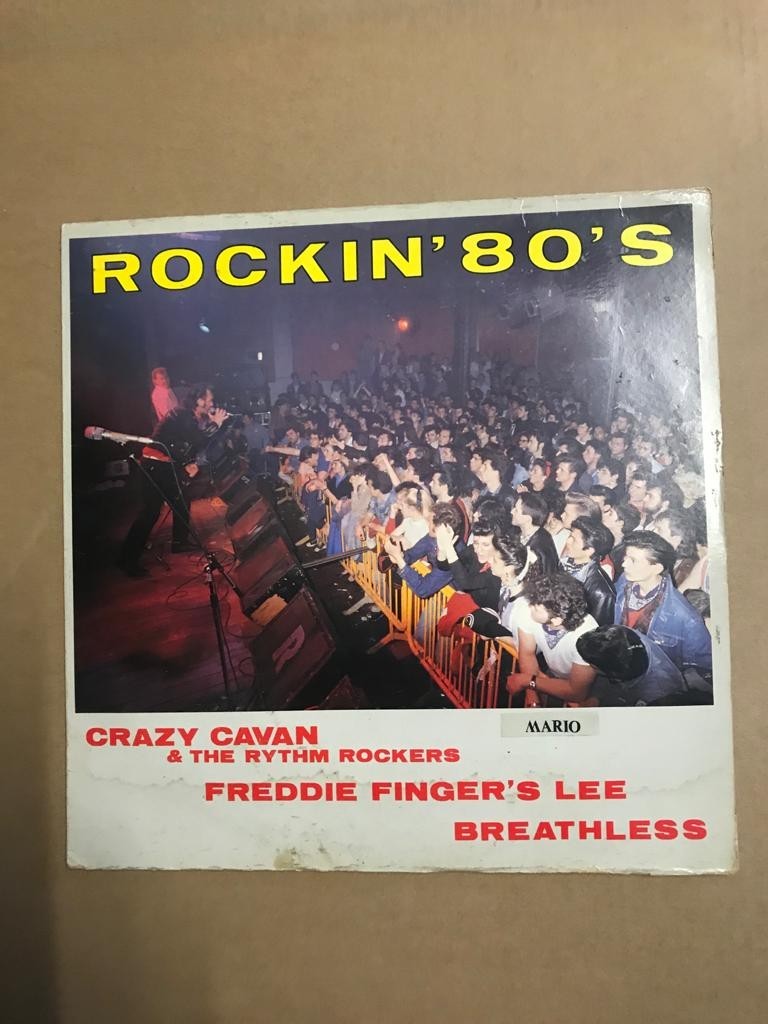 ROCKIN' 80'S
MARIO
CRAZY CAVAN
& THE RYTHM ROCKERS
FREDDIE FINGER'S LEE
BREATHLESS
R